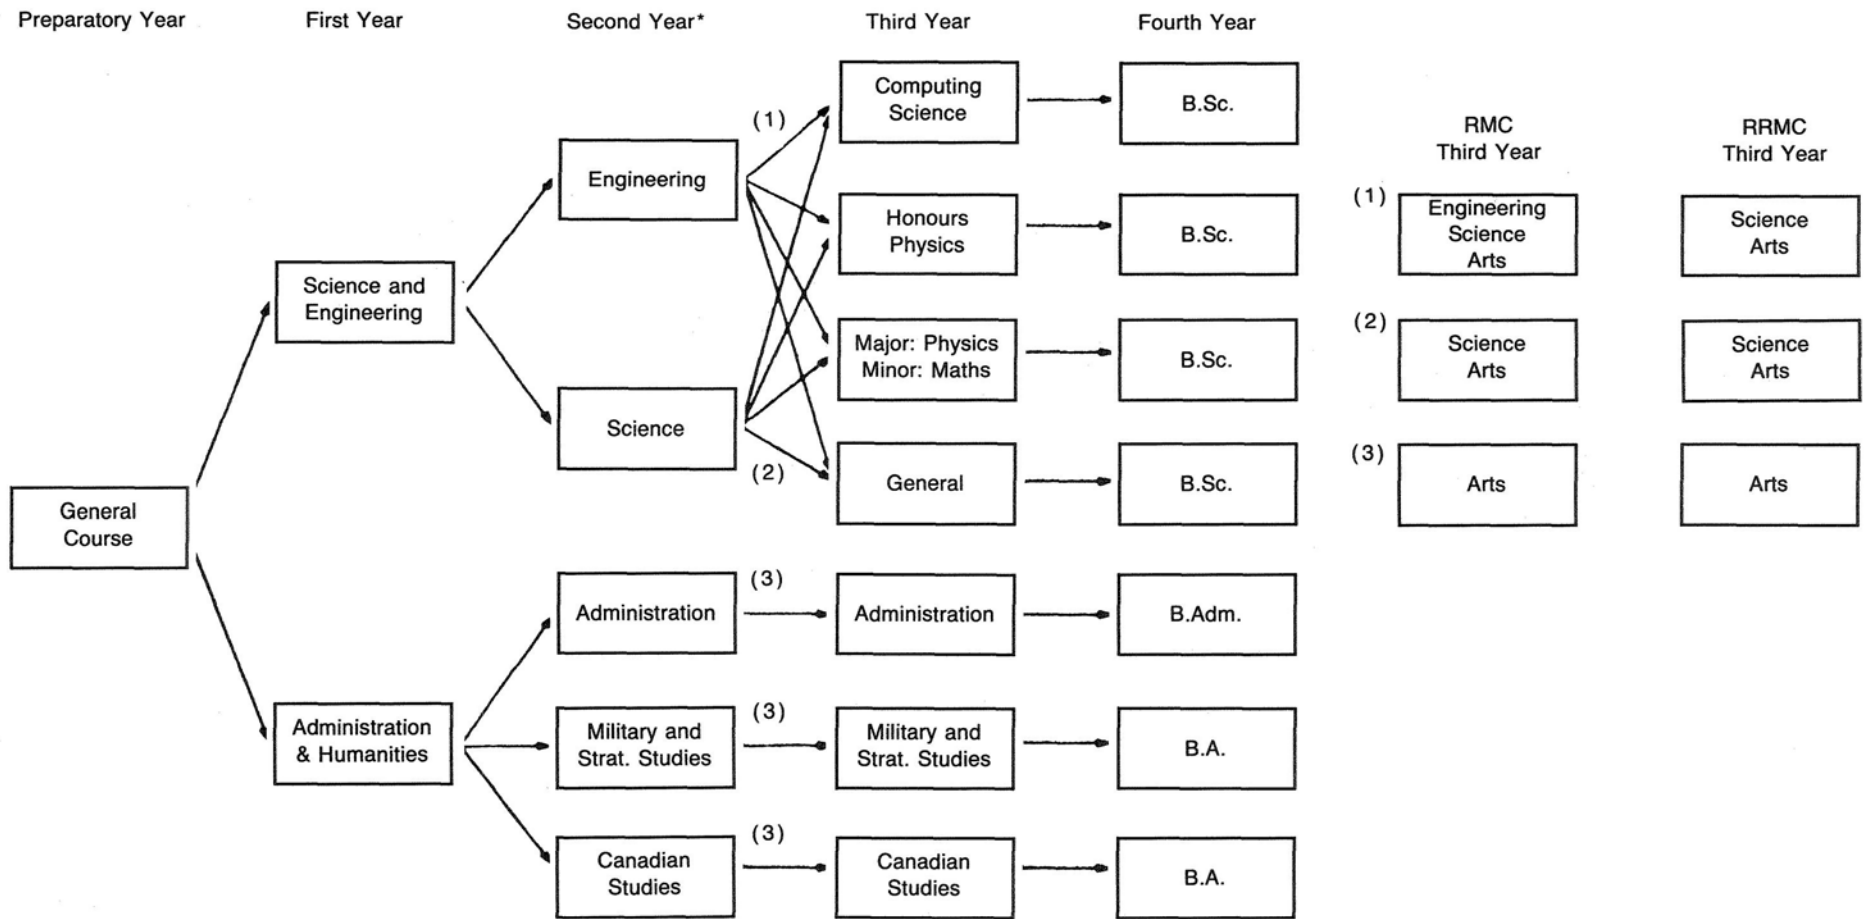 Preparatory Year
First Year
Second Year*
Third Year
Fourth Year
General
Course
Science and
Engineering
Administration
& Humanities
Engineering
Science
Administration
Military and
Strat. Studies
Canadian
Studies
(1)
(2)
(3)
(3)
(3)
Computing
Science
Honours
Physics
Major: Physics
Minor: Maths
General
Administration
Military and
Strat. Studies
Canadian
Studies
B.Sc.
B.Sc.
B.Sc.
B.Sc.
B.Adm.
B.A.
B.A.
RMC
Third Year
RRMC
Third Year
(1)
Engineering
Science
Arts
Science
Arts
(2)
Science
Arts
Science
Arts
(3)
Arts
Arts